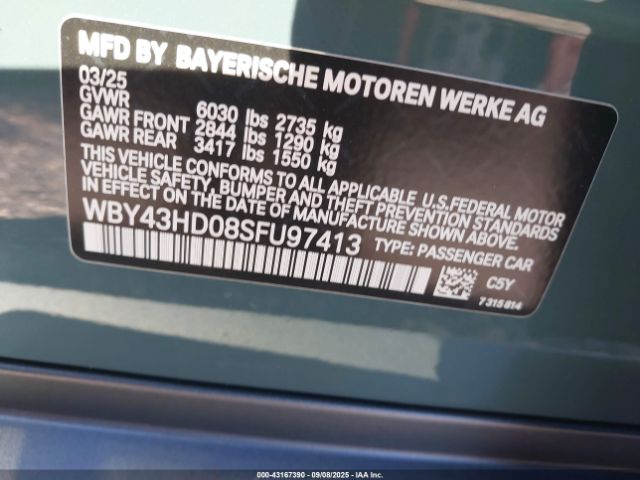 MFD BY BAYERISCHE MOTOREN WERKE AG
03/25
GVWR 6030 lbs 2735 kg
GAWR FRONT 2844 lbs 1290 kg
GAWR REAR 3417 lbs 1550 kg
THIS VEHICLE CONFORMS TO ALL APPLICABLE U.S.FEDERAL MOTOR
VEHICLE SAFETY, BUMPER AND THEFT PREVENTION STANDARDS
IN EFFECT ON THE DATE OF MANUFACTURE SHOWN ABOVE.
WBY43HD08SFU97413 TYPE: PASSENGER CAR
C5Y
7315814
000-43167390 - 09/08/2025 - IAA Inc.